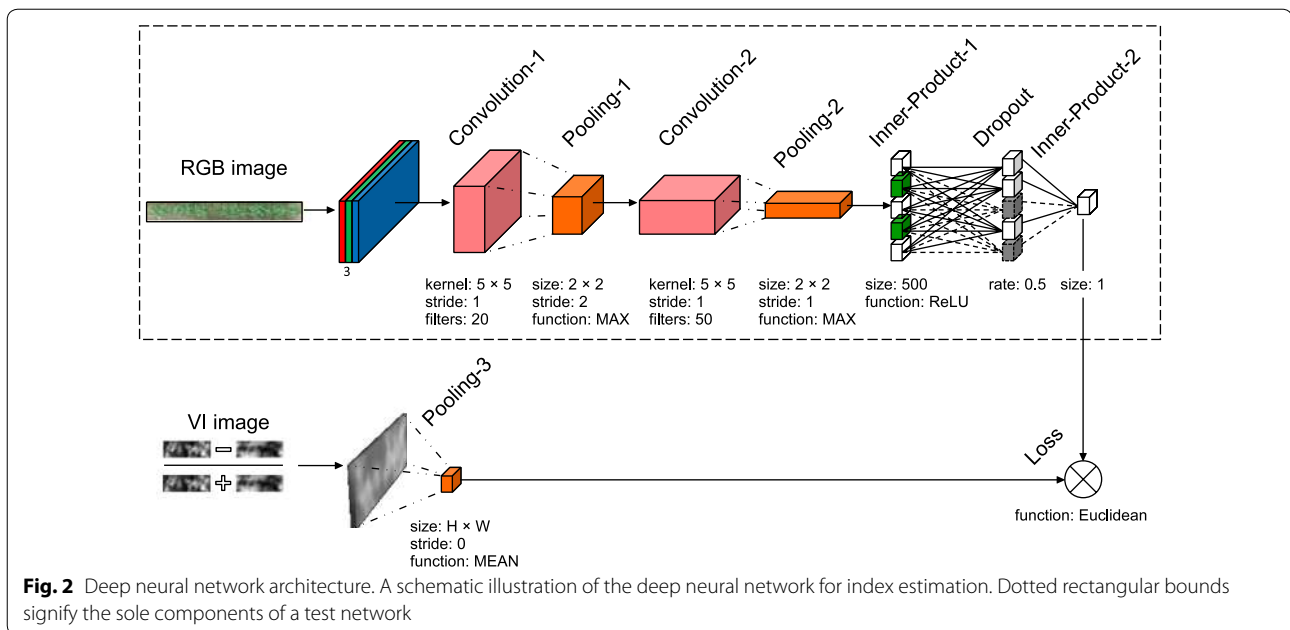 Convolution-1
Pooling-1
Convolution-2
Pooling-2
Inner-Product-1
Dropout
Inner-Product-2
RGB image
3
kernel: 5 × 5
stride: 1
filters: 20
size: 2 × 2
stride: 2
function: MAX
kernel: 5 × 5
stride: 1
filters: 50
size: 2 × 2
stride: 1
function: MAX
size: 500
function: ReLU
rate: 0.5
size: 1
VI image
Pooling-3
size: H × W
stride: 0
function: MEAN
Loss
function: Euclidean
Fig. 2 Deep neural network architecture. A schematic illustration of the deep neural network for index estimation. Dotted rectangular bounds
signify the sole components of a test network